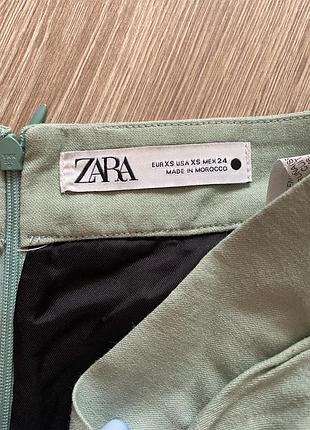 ZARA
EUR XS USA XS MEX 24
MADE IN MOROCCO